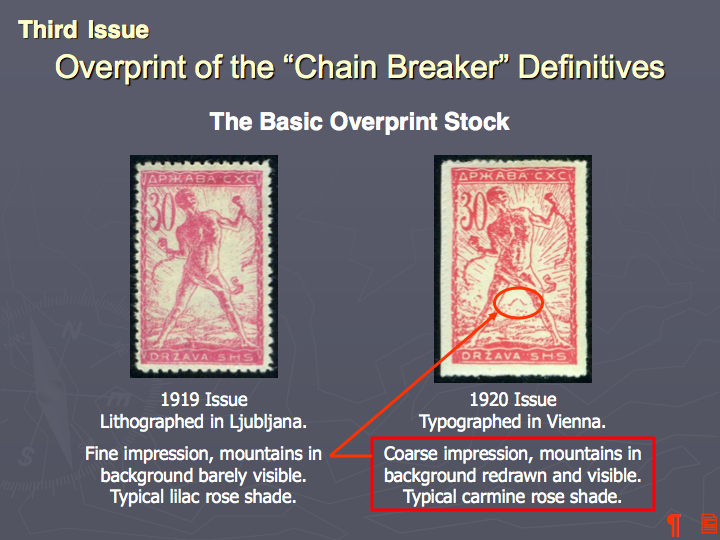 Third Issue
Overprint of the “Chain Breaker” Definitives
The Basic Overprint Stock
ДРЖАВА СХС
30
DRŽAVA SHS
ДРЖАВА СХС
30
DRŽAVA SHS
1919 Issue
Lithographed in Ljubljana.
Fine impression, mountains in
background barely visible.
Typical lilac rose shade.
1920 Issue
Typographed in Vienna.
Coarse impression, mountains in
background redrawn and visible.
Typical carmine rose shade.
N
E
S
¶